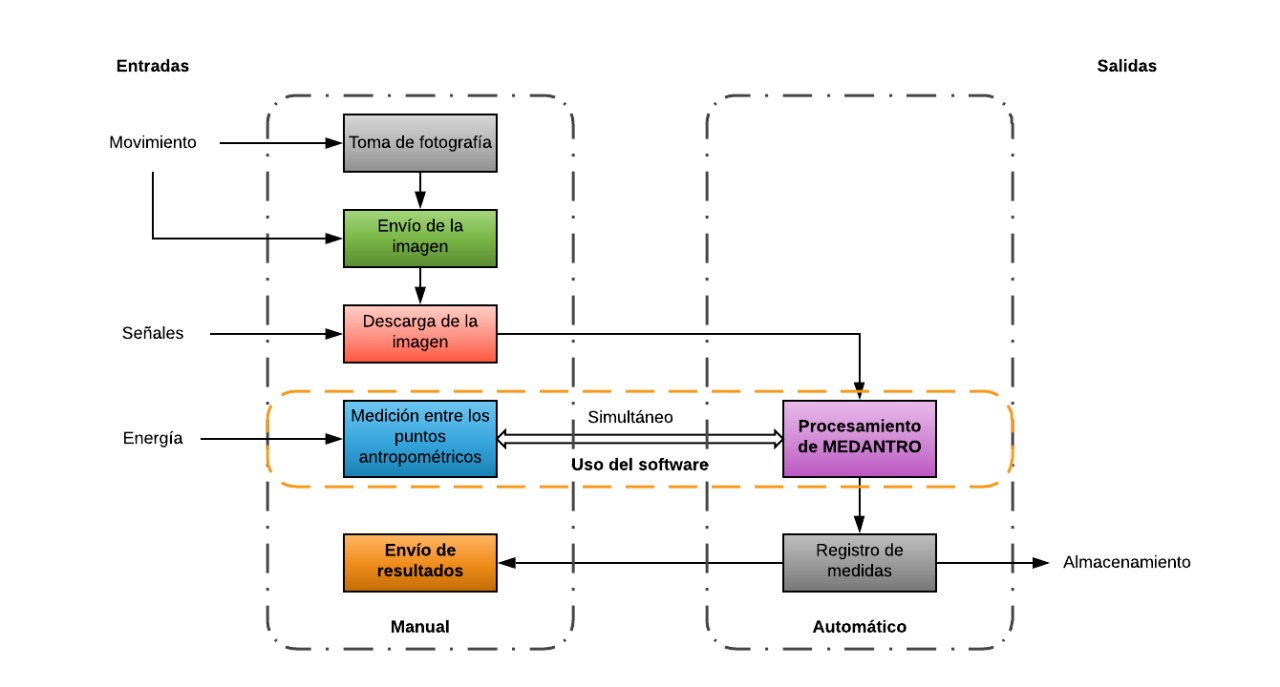 Entradas
Salidas
Movimiento
Toma de fotografía
Envío de la
imagen
Señales
Descarga de la
imagen
Energía
Medición entre los
puntos
antropométricos
Simultáneo
Uso del software
Procesamiento
de MEDANTRO
Envío de
resultados
Registro de
medidas
Almacenamiento
Manual
Automático